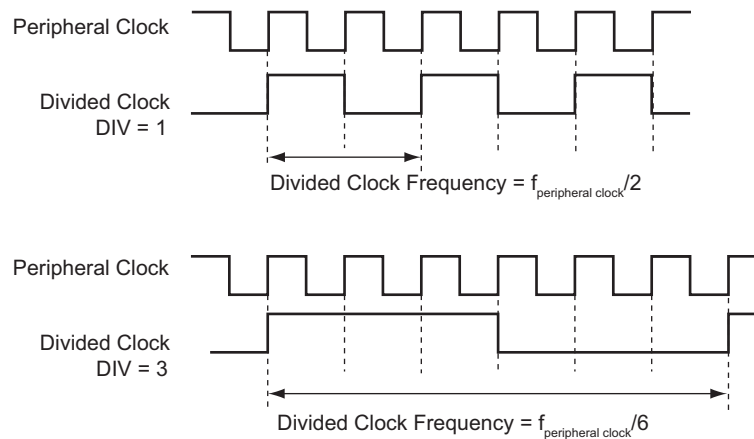 Peripheral Clock
Divided Clock
DIV = 1
Divided Clock Frequency = fperipheral clock/2
Peripheral Clock
Divided Clock
DIV = 3
Divided Clock Frequency = fperipheral clock/6